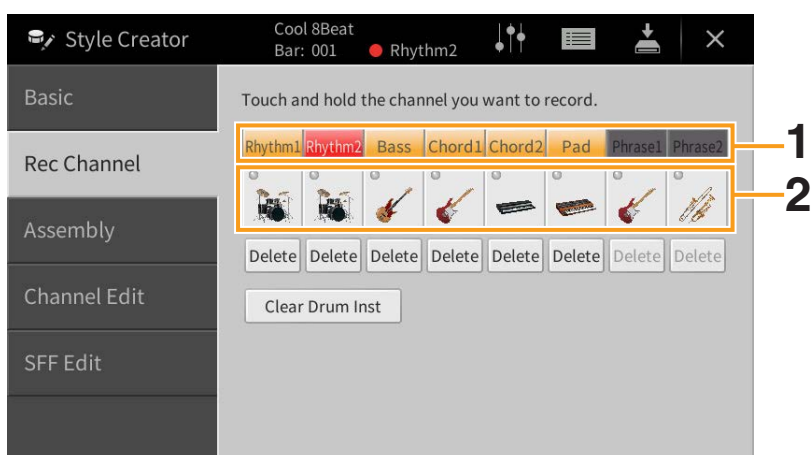 Style Creator
Cool 8Beat
Bar: 001
Rhythm2
Basic
Rec Channel
Assembly
Channel Edit
SFF Edit
Touch and hold the channel you want to record.
Rhythm1 Rhythm2 Bass Chord1 Chord2 Pad Phrase1 Phrase2
1
2
Delete Delete Delete Delete Delete Delete Delete Delete
Clear Drum Inst